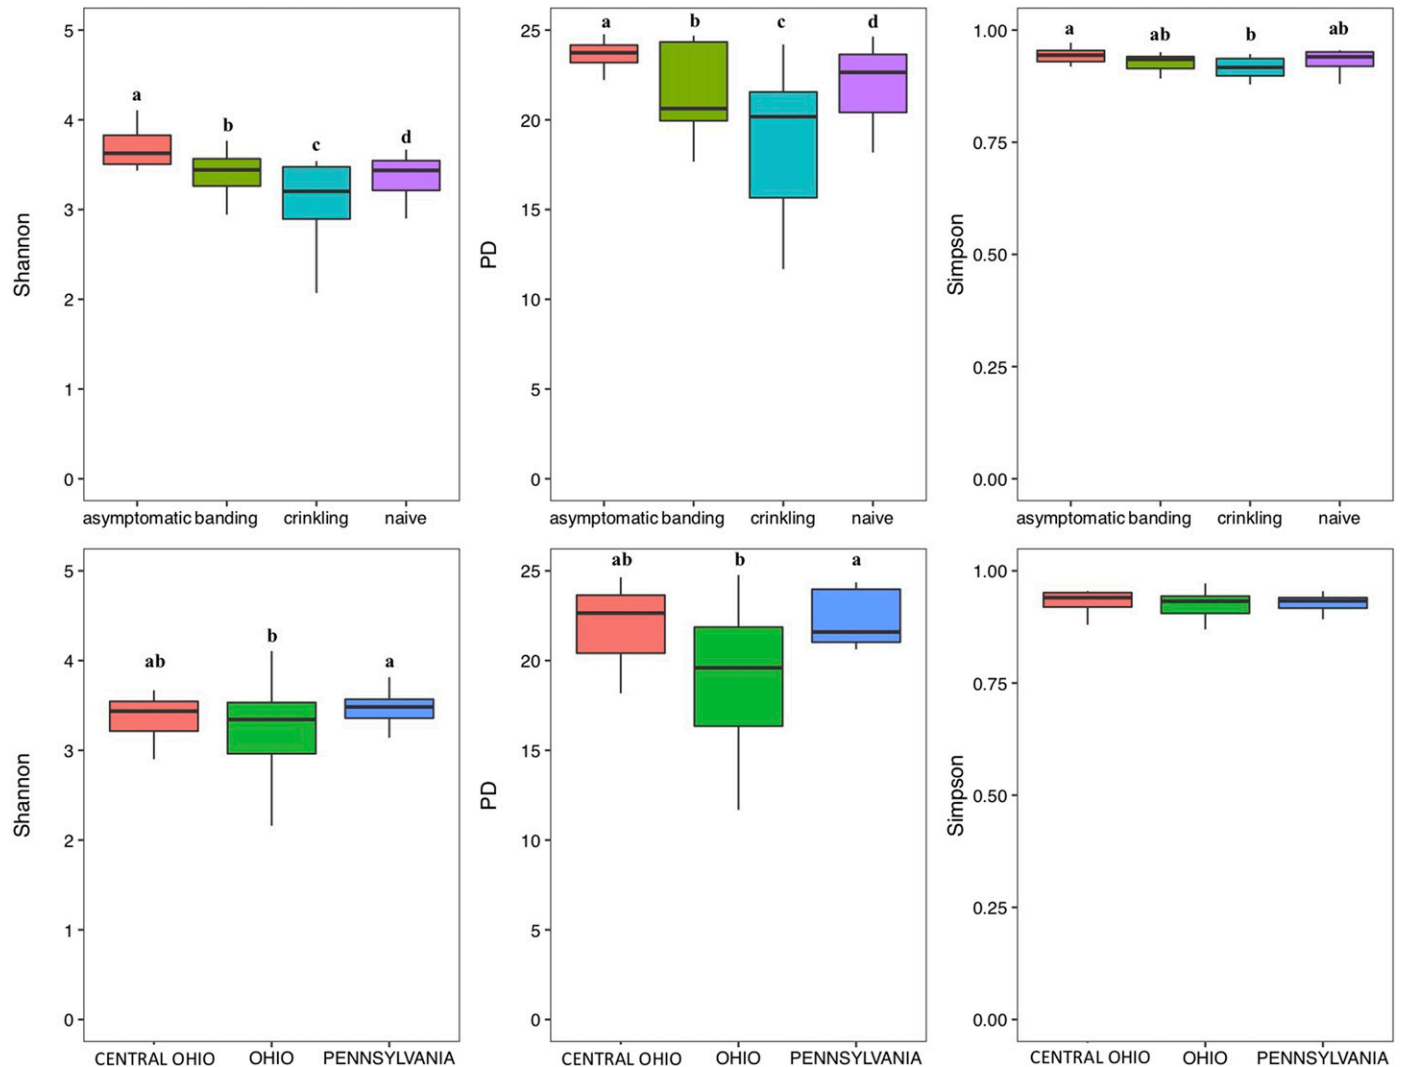 Shannon
5
4
3
2
1
0
a
b
c
d
asymptomatic banding crinkling naive
PD
25
20
15
10
5
0
a
b
c
d
asymptomatic banding crinkling naive
Simpson
1.00
0.75
0.50
0.25
0.00
a
ab
b
ab
asymptomatic banding crinkling naive
Shannon
5
4
3
2
1
0
ab
b
a
CENTRAL OHIO OHIO PENNSYLVANIA
PD
25
20
15
10
5
0
ab
b
a
CENTRAL OHIO OHIO PENNSYLVANIA
Simpson
1.00
0.75
0.50
0.25
0.00
CENTRAL OHIO OHIO PENNSYLVANIA